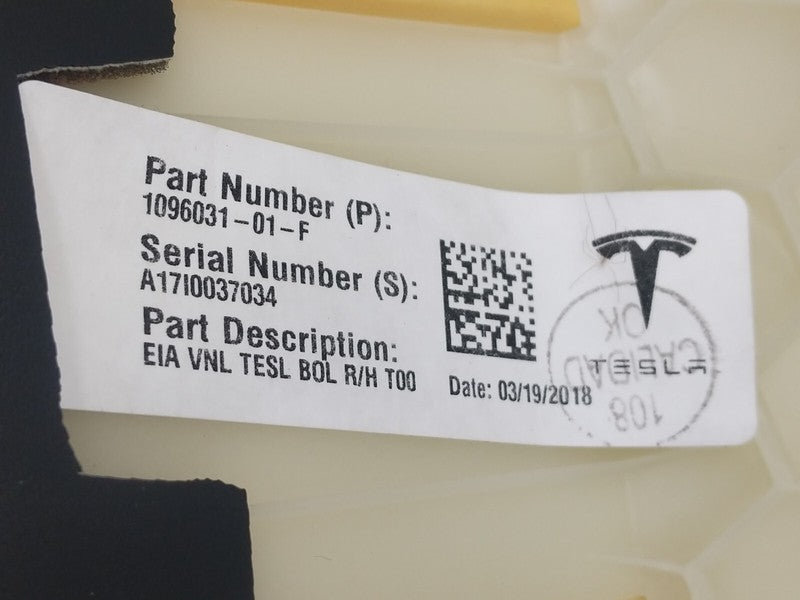 Part Number (P):
1096031-01-F
Serial Number (S):
A17I0037034
Part Description:
EIA VNL TESL BOL R/H T00
Date: 03/19/2018
TESLA
CALIDAD
OK
108